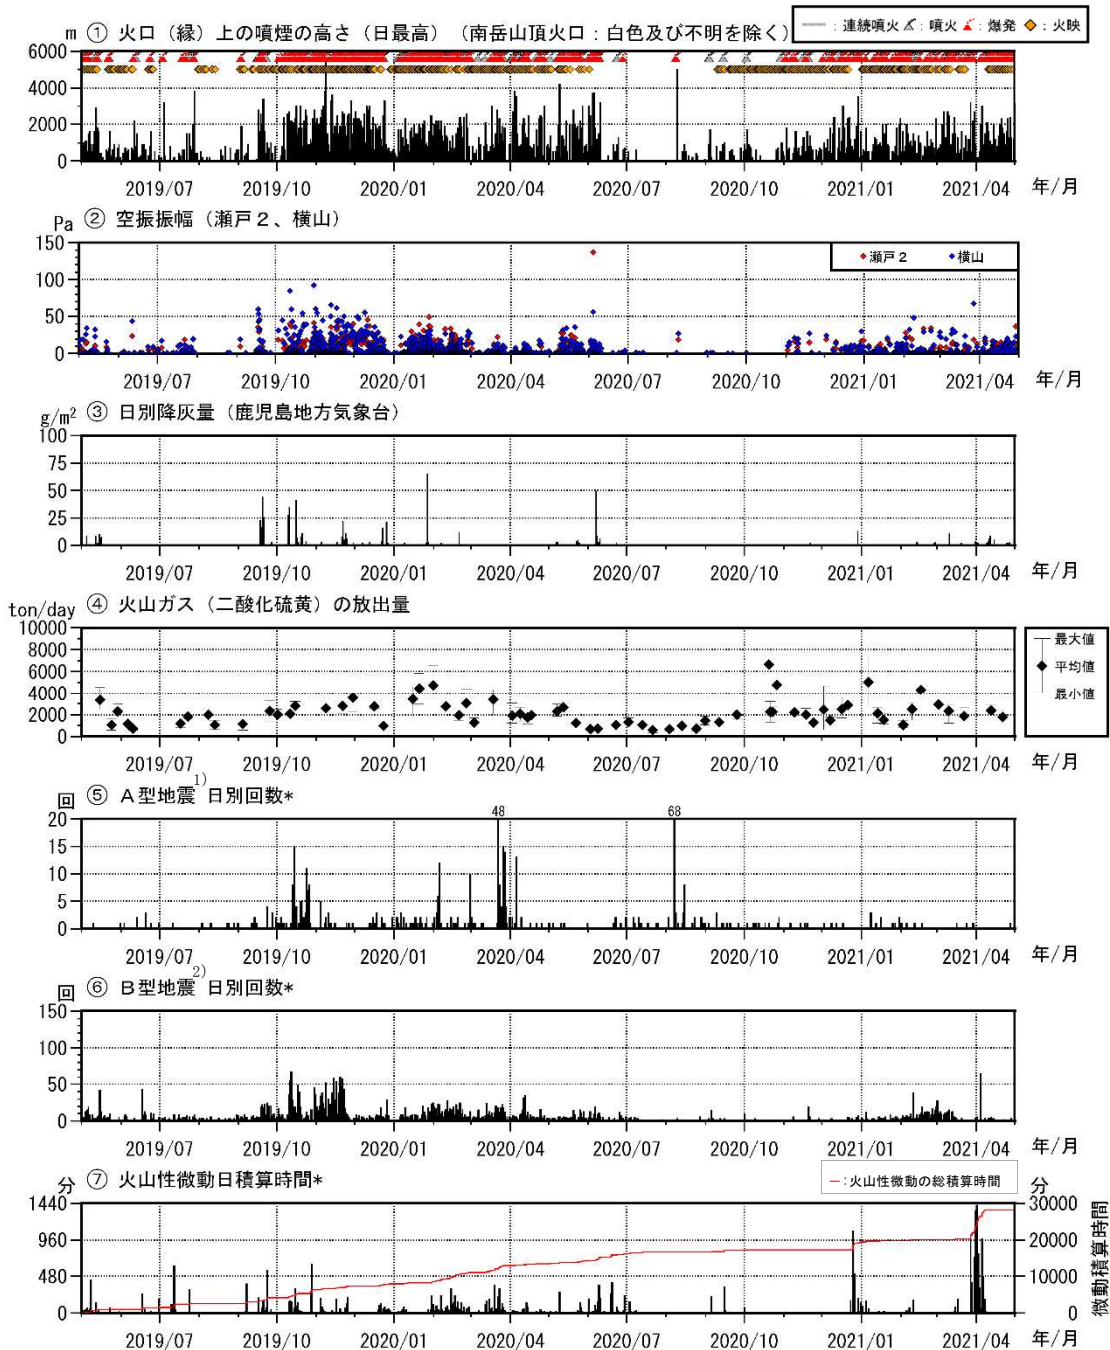 m ① 火口（縁）上の噴煙の高さ（日最高）（南岳山頂火口：白色及び不明を除く）
：連続噴火 ：噴火 ：爆発 ：火映
6000
4000
2000
0
2019/07 2019/10 2020/01 2020/04 2020/07 2020/10 2021/01 2021/04 年/月
Pa ② 空振振幅（瀬戸２、横山）
瀬戸２ 横山
150
100
50
0
2019/07 2019/10 2020/01 2020/04 2020/07 2020/10 2021/01 2021/04 年/月
g/m² ③ 日別降灰量（鹿児島地方気象台）
100
75
50
25
0
2019/07 2019/10 2020/01 2020/04 2020/07 2020/10 2021/01 2021/04 年/月
ton/day ④ 火山ガス（二酸化硫黄）の放出量
10000
8000
6000
4000
2000
0
最大値
平均値
最小値
2019/07 2019/10 2020/01 2020/04 2020/07 2020/10 2021/01 2021/04 年/月
回 ⑤ Ａ型地震1)日別回数*
48 68
20
15
10
5
0
2019/07 2019/10 2020/01 2020/04 2020/07 2020/10 2021/01 2021/04 年/月
回 ⑥ Ｂ型地震2)日別回数*
150
100
50
0
2019/07 2019/10 2020/01 2020/04 2020/07 2020/10 2021/01 2021/04 年/月
分 ⑦ 火山性微動日積算時間*
—:火山性微動の総積算時間 分
1440 30000
960 20000
480 10000
0 0
微動積算時間
2019/07 2019/10 2020/01 2020/04 2020/07 2020/10 2021/01 2021/04 年/月